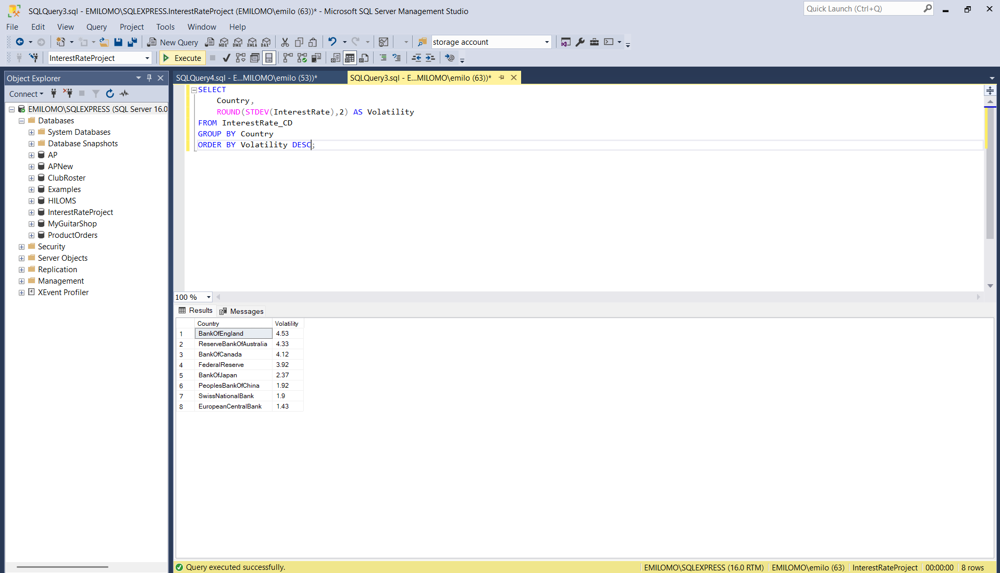 SQLQuery3.sql - EMILOMO\SQLEXPRESS.InterestRateProject (EMILOMO\emilo (63))* - Microsoft SQL Server Management Studio
Quick Launch (Ctrl+Q)
File Edit View Query Project Tools Window Help
New Query MDX DMX XMLA DAX storage account
InterestRateProject Execute
Object Explorer
Connect
EMILOMO\SQLEXPRESS (SQL Server 16.0
Databases
System Databases
Database Snapshots
AP
APNew
ClubRoster
Examples
HILOMS
InterestRateProject
MyGuitarShop
ProductOrders
Security
Server Objects
Replication
Management
XEvent Profiler
SQLQuery4.sql - E...MILOMO\emilo (53))*
SQLQuery3.sql - E...MILOMO\emilo (63))*
SELECT
Country,
ROUND(STDEV(InterestRate),2) AS Volatility
FROM InterestRate_CD
GROUP BY Country
ORDER BY Volatility DESC;
100 %
Results Messages
Country Volatility
1 BankOfEngland 4.53
2 ReserveBankOfAustralia 4.33
3 BankOfCanada 4.12
4 FederalReserve 3.92
5 BankOfJapan 2.37
6 PeoplesBankOfChina 1.92
7 SwissNationalBank 1.9
8 EuropeanCentralBank 1.43
Query executed successfully.
EMILOMO\SQLEXPRESS (16.0 RTM) EMILOMO\emilo (63) InterestRateProject 00:00:00 8 rows